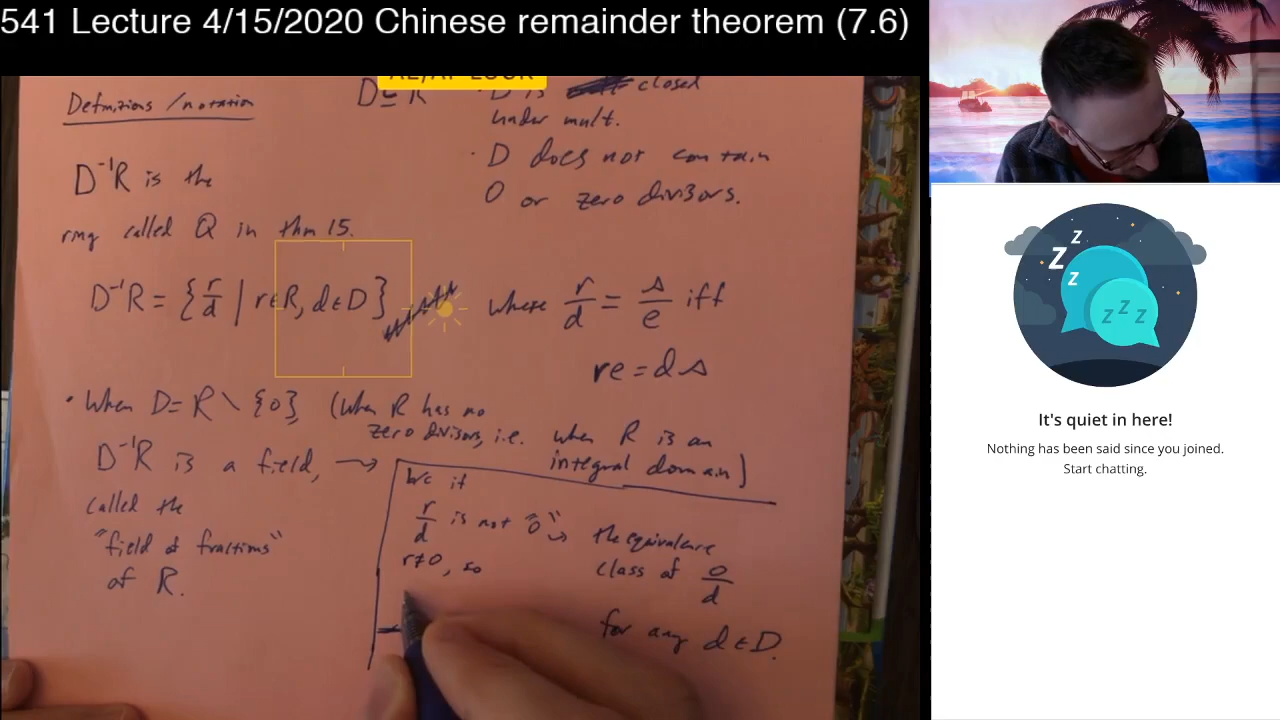 541 Lecture 4/15/2020 Chinese remainder theorem (7.6)
Definitions/notation
D ⊆ R
· D is closed
under mult.
· D does not contain
0 or zero divisors.
D⁻¹R is the
ring called Q in thm 15.
D⁻¹R = { r/d | r∈R, d∈D }
where r/d = s/e iff
re = ds
· When D = R \ {0}, (when R has no
zero divisors, i.e. when R is an
integral domain)
D⁻¹R is a field, →
called the
"field of fractions"
of R.
b/c if
r/d is not "0" → the equivalence
class of 0/d
for any d∈D.
r≠0, so
Z
Z
Z
Z Z Z
It's quiet in here!
Nothing has been said since you joined.
Start chatting.